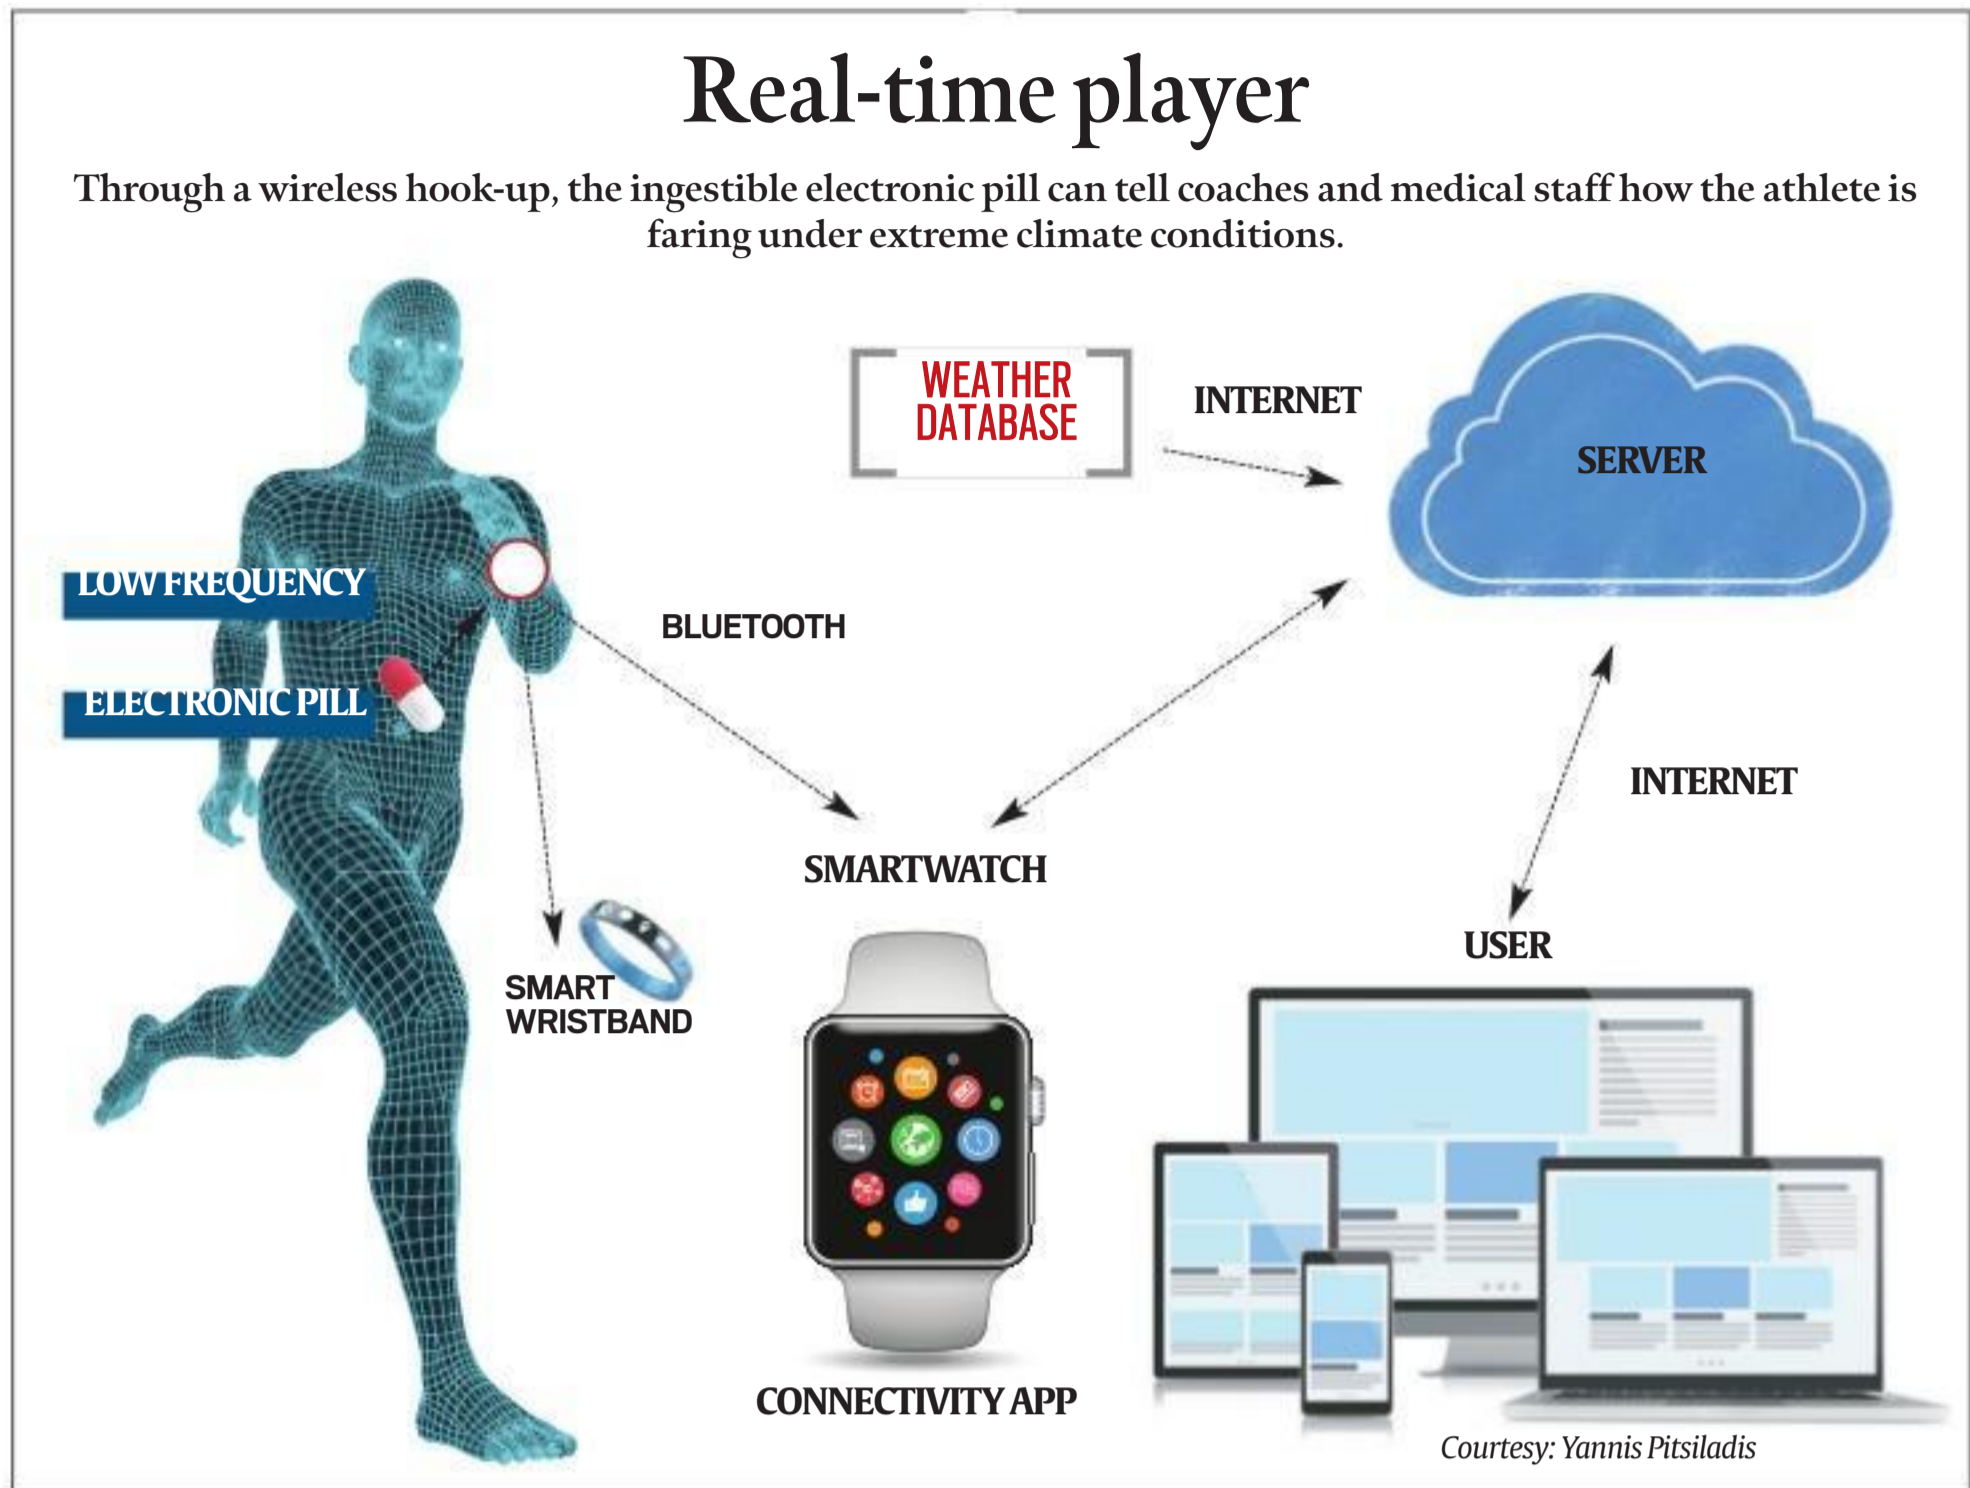 Real-time player
Through a wireless hook-up, the ingestible electronic pill can tell coaches and medical staff how the athlete is
faring under extreme climate conditions.
WEATHER
DATABASE
INTERNET
SERVER
LOW FREQUENCY
BLUETOOTH
ELECTRONIC PILL
INTERNET
SMARTWATCH
USER
SMART
WRISTBAND
CONNECTIVITY APP
Courtesy: Yannis Pitsiladis